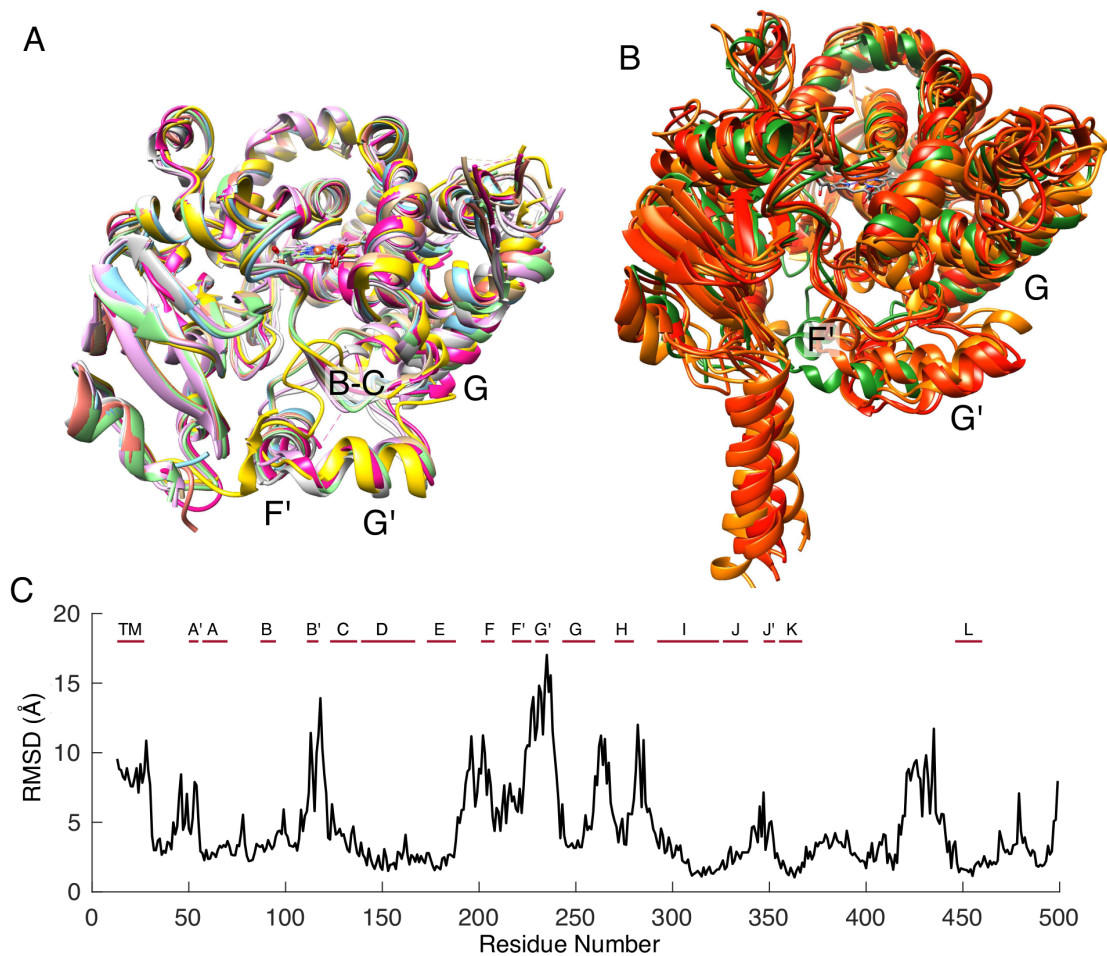 A
B
B-C
G
F'
G'
F'
G
G'
C
20
15
10
5
0
RMSD (Å)
TM A' A B B' C D E F F' G' G H I J J' K L
0 50 100 150 200 250 300 350 400 450 500
Residue Number